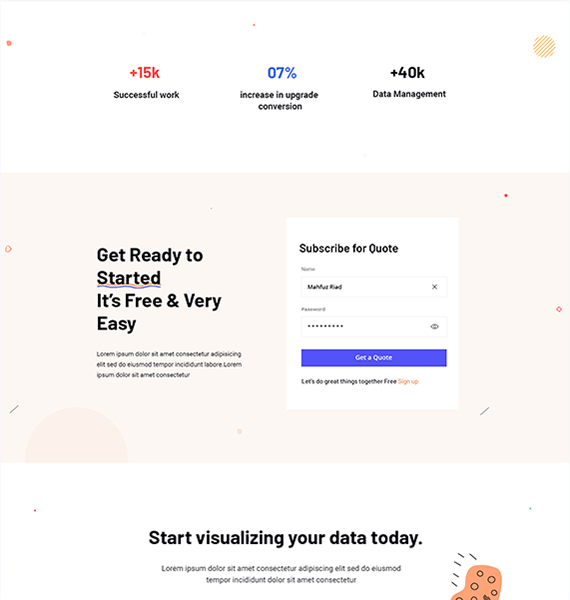 +15k
Successful work
07%
increase in upgrade
conversion
+40k
Data Management
Get Ready to
Started
It's Free & Very
Easy
Lorem ipsum dolor sit amet consectetur adipisicing
elit sed do eiusmod tempor incididunt labore.Lorem
ipsum dolor sit amet consectetur
Subscribe for Quote
Name
Mahfuz Riad
Password
Get a Quote
Let's do great things together Free Sign up
Start visualizing your data today.
Lorem ipsum dolor sit amet consectetur adipiscing elit sed do eiusmod
tempor incididunt dolor sit amet consectetur